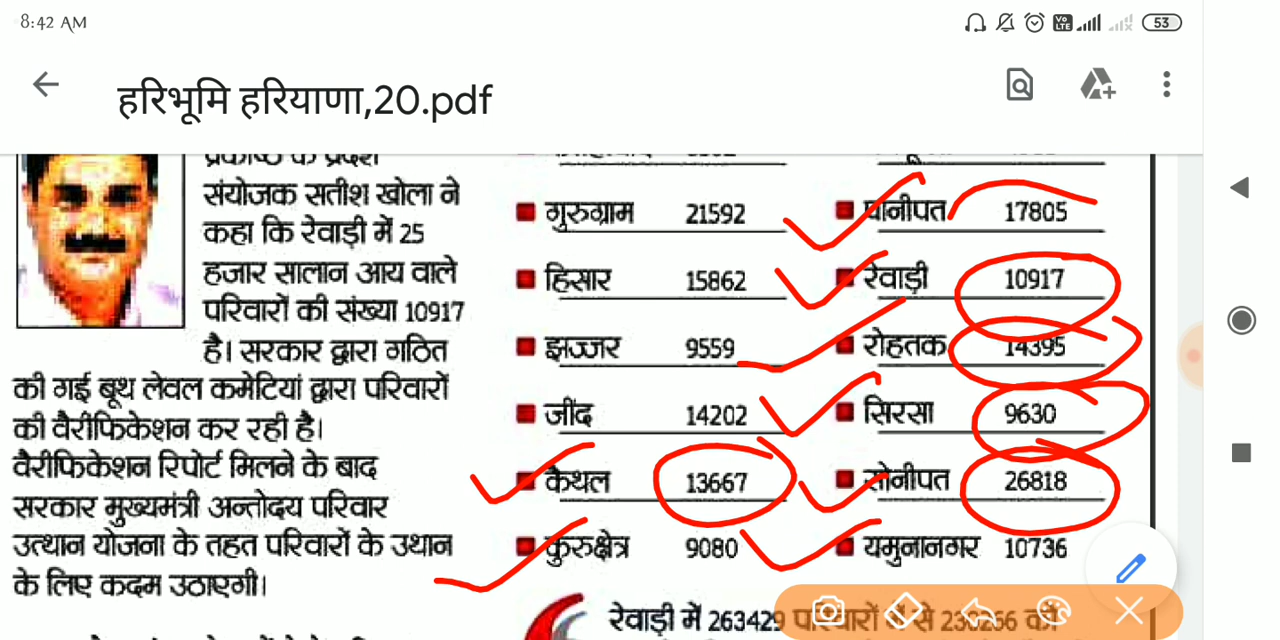 8:42 AM
Vo LTE
53
हरिभूमि हरियाणा,20.pdf
संयोजक सतीश खोला ने
कहा कि रेवाड़ी में 25
हजार सालान आय वाले
परिवारों की संख्या 10917
है। सरकार द्वारा गठित
की गई बूथ लेवल कमेटियां द्वारा परिवारों
की वैरीफिकेशन कर रही है।
वैरीफिकेशन रिपोर्ट मिलने के बाद
सरकार मुख्यमंत्री अन्तोदय परिवार
उत्थान योजना के तहत परिवारों के उथान
के लिए कदम उठाएगी।
गुरुग्राम 21592
हिसार 15862
झज्जर 9559
जींद 14202
कैथल 13667
कुरुक्षेत्र 9080
पानीपत 17805
रेवाड़ी 10917
रोहतक 14395
सिरसा 9630
सोनीपत 26818
यमुनानगर 10736
रेवाड़ी में 263429 परिवारों में से